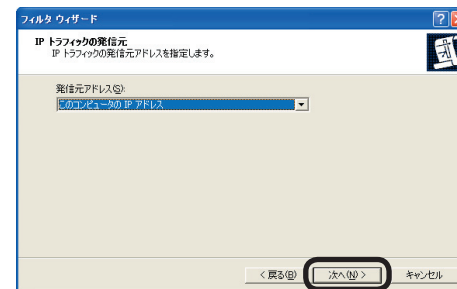 フィルタ ウィザード
IP トラフィックの発信元
IP トラフィックの発信元アドレスを指定します。
発信元アドレス(S):
このコンピュータの IP アドレス
< 戻る(B) 次へ(N) > キャンセル